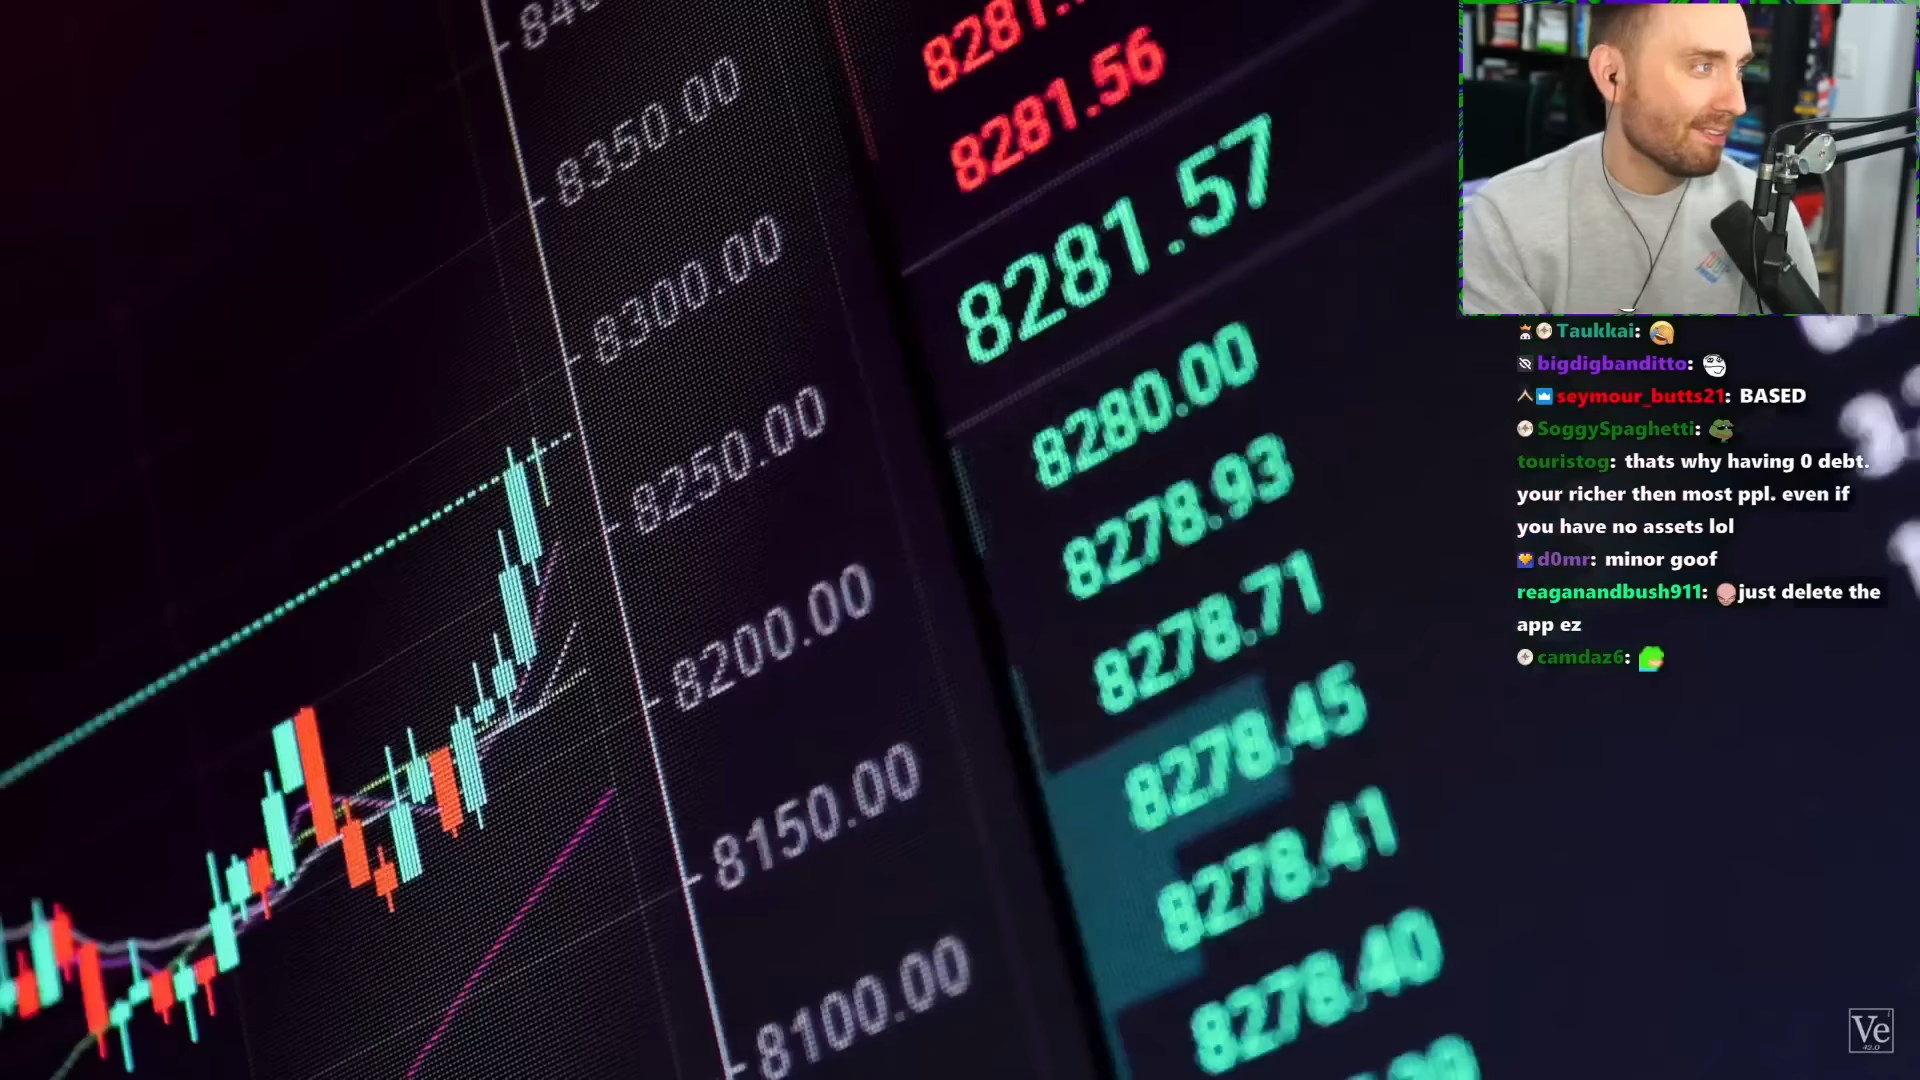 8350.00
8300.00
8250.00
8200.00
8150.00
8100.00
8281.56
8281.57
8280.00
8278.93
8278.71
8278.45
8278.41
8278.40
Taukkai:
bigdigbanditto:
seymour_butts21: BASED
SoggySpaghetti:
touristog: thats why having 0 debt.
your richer then most ppl. even if
you have no assets lol
d0mr: minor goof
reaganandbush911: just delete the
app ez
camdaz6:
Ve
42.0